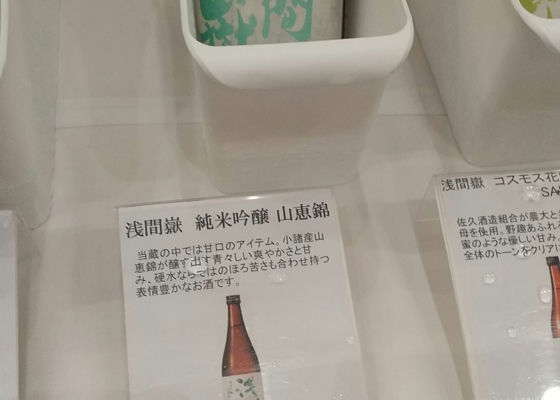 浅間嶽 純米吟醸 山恵錦
当蔵の中では甘口のアイテム。小諸産山
恵錦が醸す出す青々しい爽やかさと甘
み、硬水ならではのほろ苦さも合わせ持つ
表情豊かなお酒です。
浅間嶽 コスモス花
佐久酒造組合が農大と
母を使用。野趣あふれ
蜜のような優しい甘み。
全体のトーンをクリア